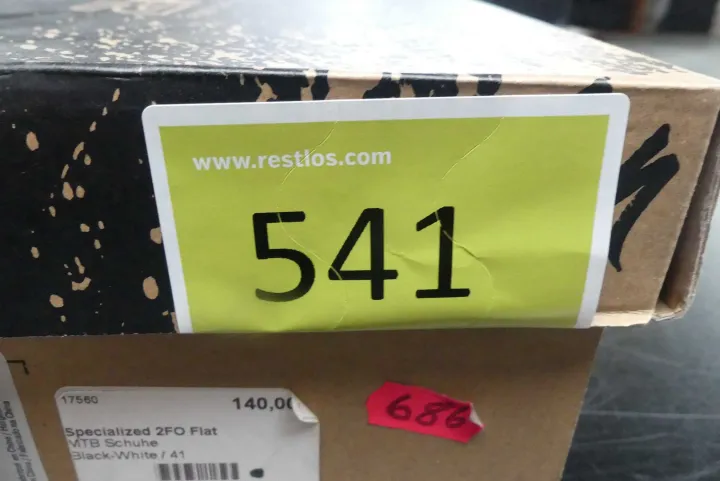 www.restlos.com
541
17560
140,00
Specialized 2FO Flat
MTB Schuhe
Black-White / 41
686